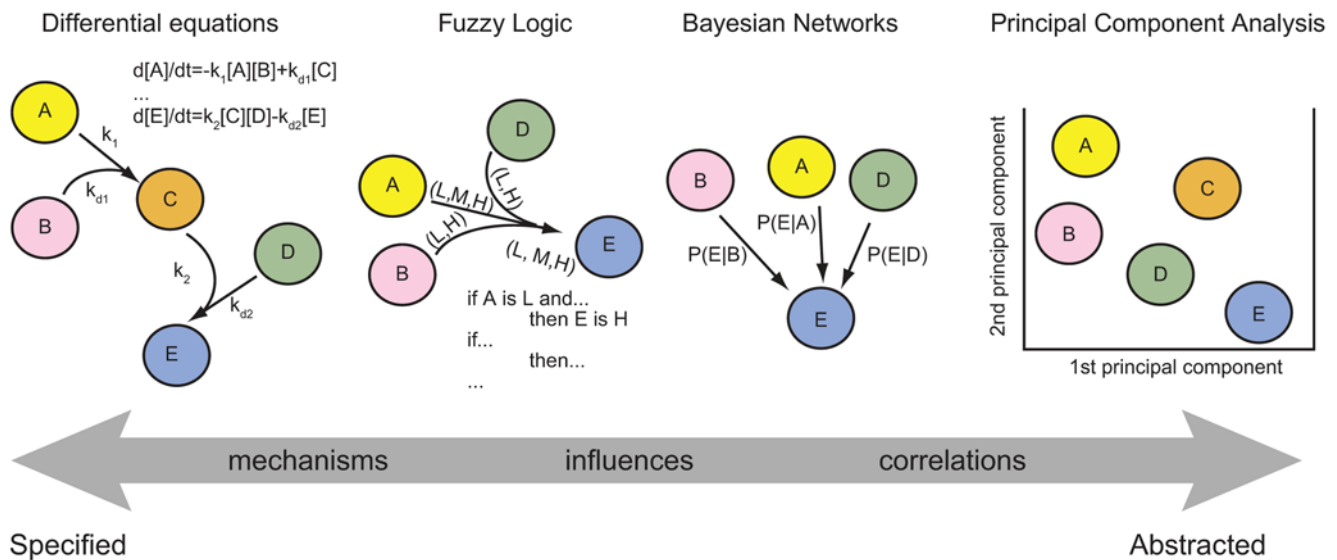 Differential equations
d[A]/dt=-k1[A][B]+kd1[C]
...
d[E]/dt=k2[C][D]-kd2[E]
A
k1
B
kd1
C
k2
D
kd2
E
Fuzzy Logic
D
(L,H)
A
(L,M,H)
B
(L,H)
E
(L, M,H)
if A is L and...
then E is H
if...
then...
...
Bayesian Networks
B
A
D
P(E|B)
P(E|A)
P(E|D)
E
Principal Component Analysis
2nd principal component
A
B
C
D
E
1st principal component
mechanisms
influences
correlations
Specified
Abstracted